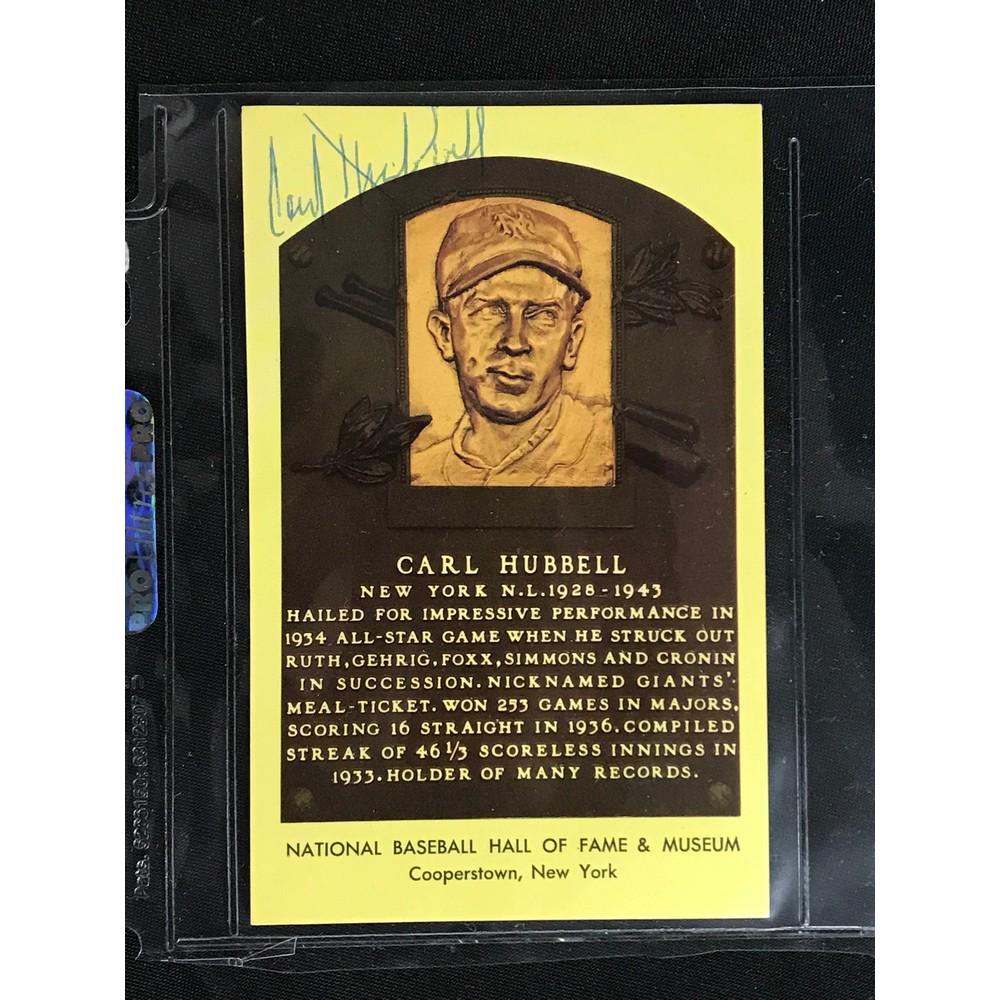 Carl Hubbell
CARL HUBBELL
NEW YORK N.L. 1928 - 1943
HAILED FOR IMPRESSIVE PERFORMANCE IN
1934 ALL-STAR GAME WHEN HE STRUCK OUT
RUTH, GEHRIG, FOXX, SIMMONS AND CRONIN
IN SUCCESSION. NICKNAMED GIANTS'
MEAL-TICKET. WON 253 GAMES IN MAJORS,
SCORING 16 STRAIGHT IN 1936. COMPILED
STREAK OF 46 1/3 SCORELESS INNINGS IN
1933. HOLDER OF MANY RECORDS.
NATIONAL BASEBALL HALL OF FAME & MUSEUM
Cooperstown, New York
PRO Ultra PRO